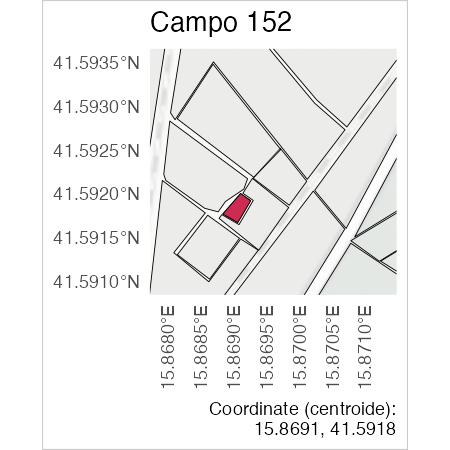 Campo 152
41.5935°N
41.5930°N
41.5925°N
41.5920°N
41.5915°N
41.5910°N
15.8680°E
15.8685°E
15.8690°E
15.8695°E
15.8700°E
15.8705°E
15.8710°E
Coordinate (centroide):
15.8691, 41.5918